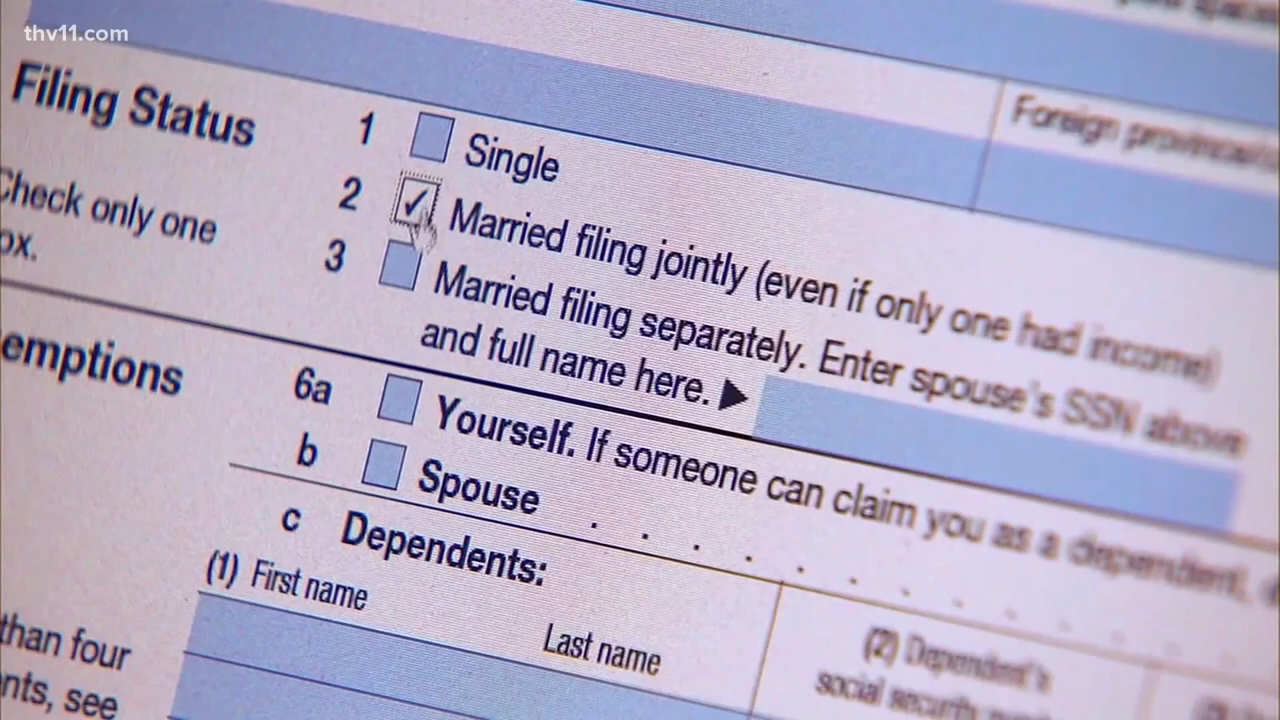 thv11.com
Filing Status
1 Single
Foreign province/
Check only one
ox.
2 ✓ Married filing jointly (even if only one had income)
3 Married filing separately. Enter spouse's SSN above
and full name here. ▶
emptions
6a Yourself. If someone can claim you as a dependent,
b Spouse . . . . . . . . . . . .
c Dependents:
(1) First name Last name
(2) Dependent's
social security
than four
nts, see